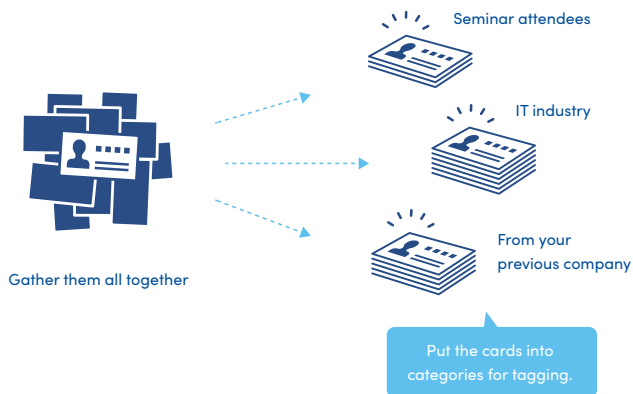 Seminar attendees
IT industry
Gather them all together
From your
previous company
Put the cards into
categories for tagging.